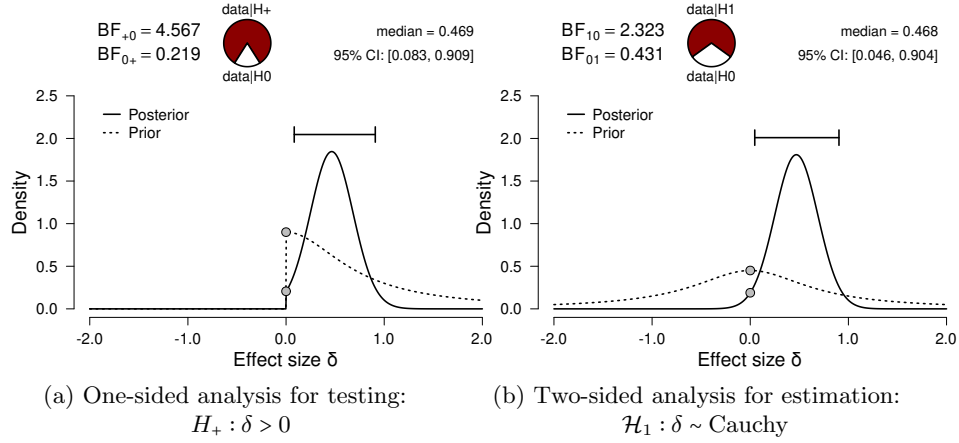 data|H+
BF+0 = 4.567
BF0+ = 0.219
data|H0
median = 0.469
95% CI: [0.083, 0.909]
Posterior
Prior
Density
2.5
2.0
1.5
1.0
0.5
0.0
-2.0 -1.0 0.0 1.0 2.0
Effect size δ
(a) One-sided analysis for testing:
H+ : δ > 0
data|H1
BF10 = 2.323
BF01 = 0.431
data|H0
median = 0.468
95% CI: [0.046, 0.904]
Posterior
Prior
Density
2.5
2.0
1.5
1.0
0.5
0.0
-2.0 -1.0 0.0 1.0 2.0
Effect size δ
(b) Two-sided analysis for estimation:
H1 : δ ~ Cauchy